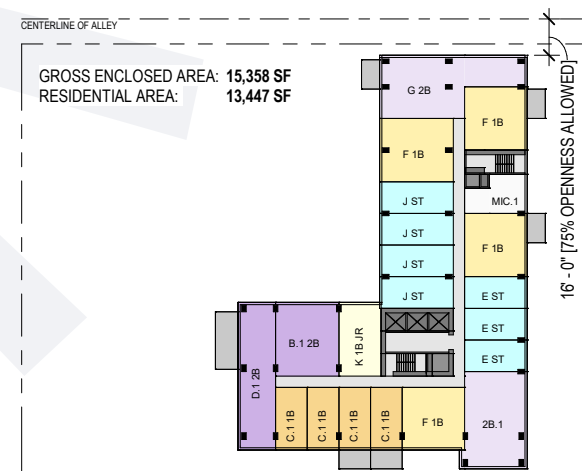 CENTERLINE OF ALLEY
GROSS ENCLOSED AREA: 15,358 SF
RESIDENTIAL AREA: 13,447 SF
16' - 0" [75% OPENNESS ALLOWED]
G 2B
F 1B
F 1B
J ST
MIC.1
J ST
F 1B
J ST
J ST
E ST
E ST
E ST
B.1 2B
K 1B JR
D.1 2B
C.1 1B
C.1 1B
C.1 1B
C.1 1B
F 1B
2B.1